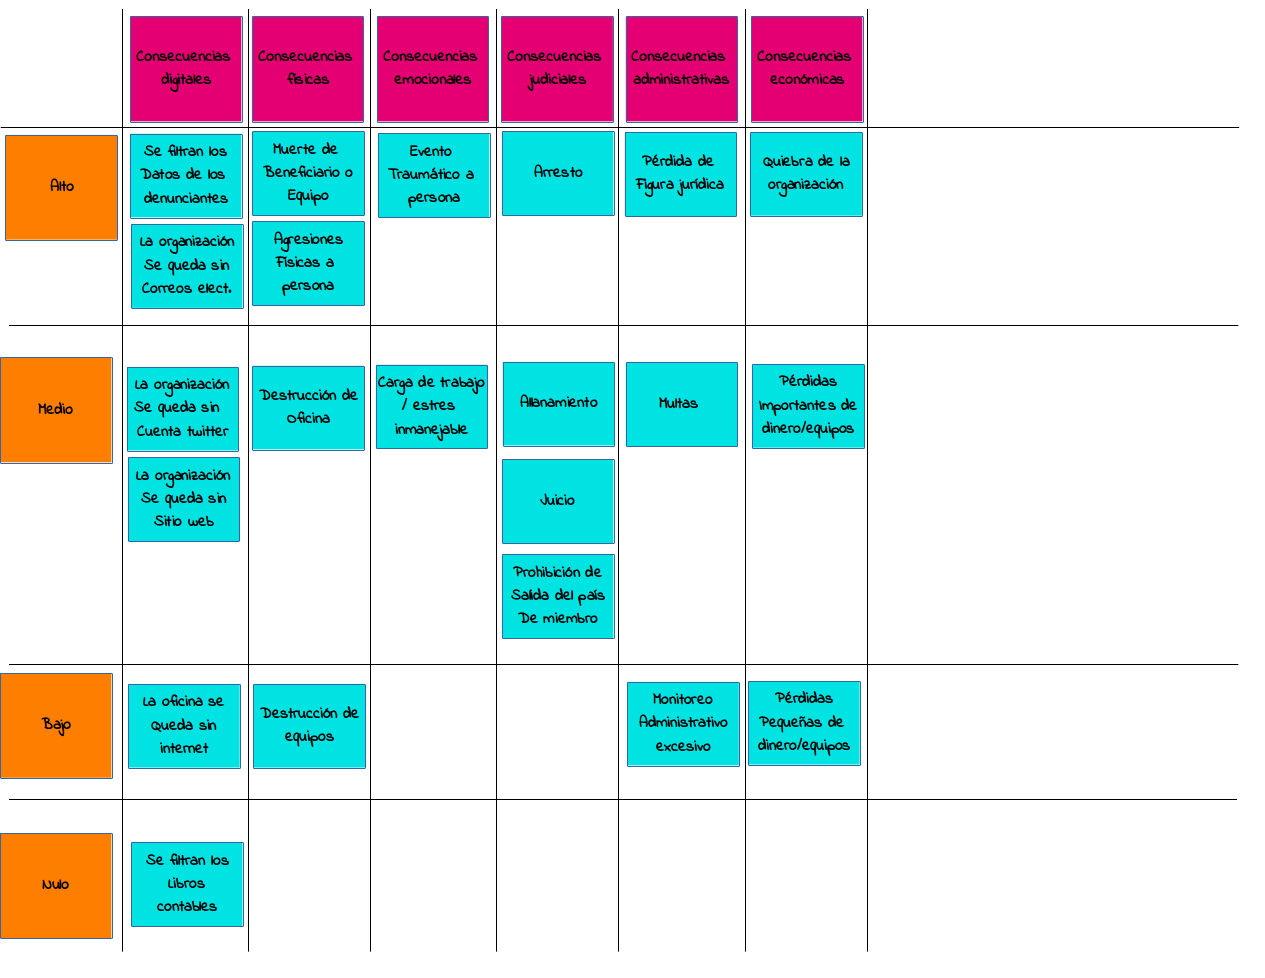 Consecuencias
digitales
Consecuencias
físicas
Consecuencias
emocionales
Consecuencias
judiciales
Consecuencias
administrativas
Consecuencias
económicas
Alto
Se filtran los
Datos de los
denunciantes
La organización
Se queda sin
Correos elect.
Muerte de
Beneficiario o
Equipo
Agresiones
Físicas a
persona
Evento
Traumático a
persona
Arresto
Pérdida de
Figura jurídica
Quiebra de la
organización
Medio
La organización
Se queda sin
Cuenta twitter
La organización
Se queda sin
Sitio web
Destrucción de
Oficina
Carga de trabajo
/ estres
inmanejable
Allanamiento
Juicio
Prohibición de
Salida del país
De miembro
Multas
Pérdidas
Importantes de
dinero/equipos
Bajo
La oficina se
Queda sin
internet
Destrucción de
equipos
Monitoreo
Administrativo
excesivo
Pérdidas
Pequeñas de
dinero/equipos
Nulo
Se filtran los
Libros
contables